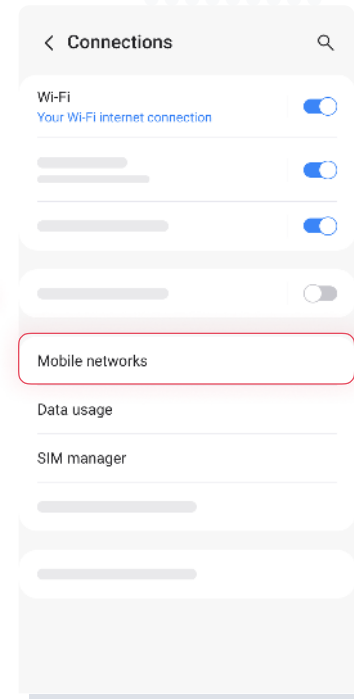 Connections
Wi-Fi
Your Wi-Fi internet connection
Mobile networks
Data usage
SIM manager